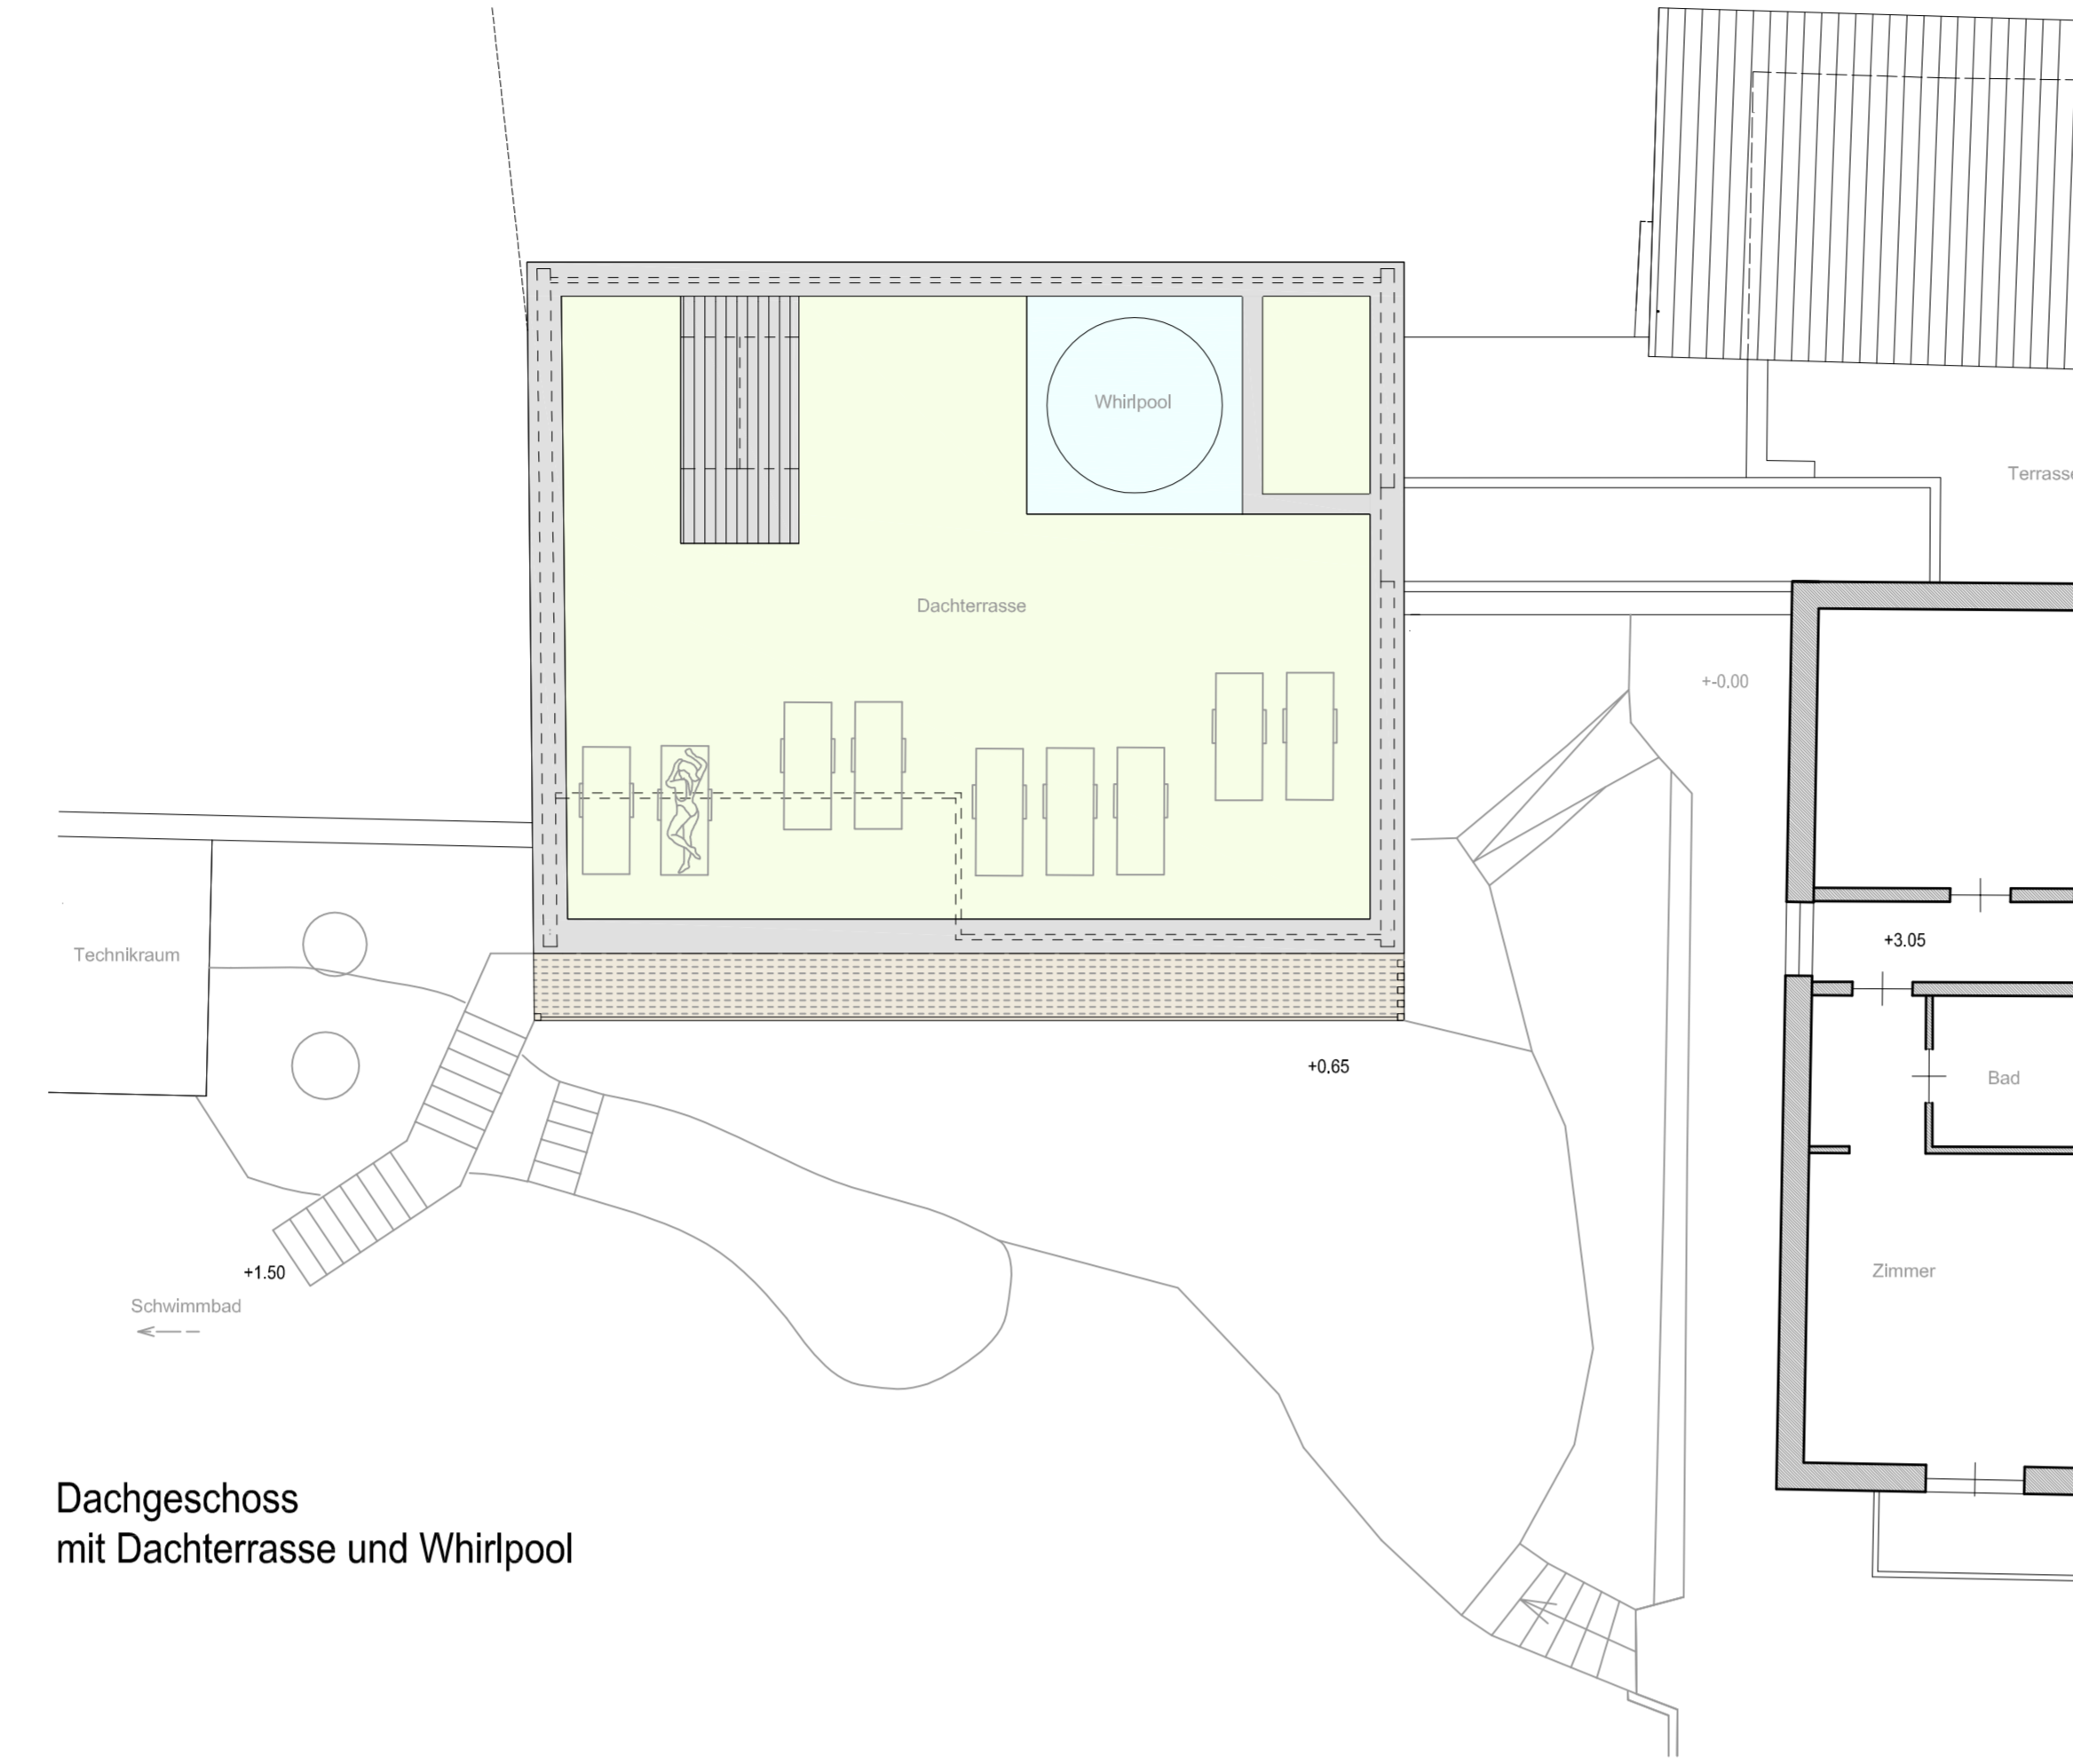 Whirlpool
Terrasse
Dachterrasse
+-0.00
Technikraum
+3.05
+0.65
Bad
+1.50
Zimmer
Schwimmbad
Dachgeschoss
mit Dachterrasse und Whirlpool